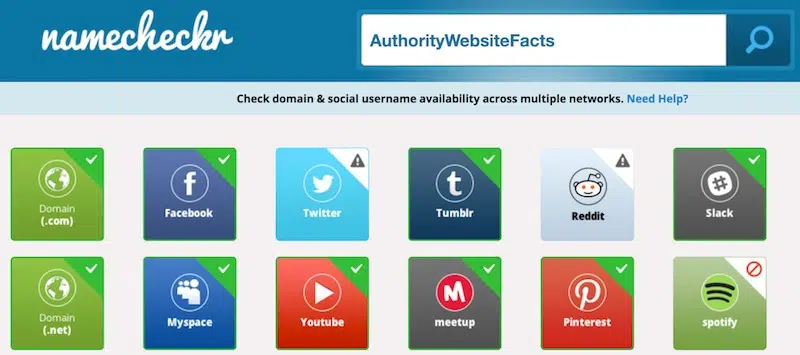 namecheckr
AuthorityWebsiteFacts
Check domain & social username availability across multiple networks. Need Help?
Domain
(.com)
Facebook
Twitter
Tumblr
Reddit
Slack
Domain
(.net)
Myspace
Youtube
meetup
Pinterest
spotify